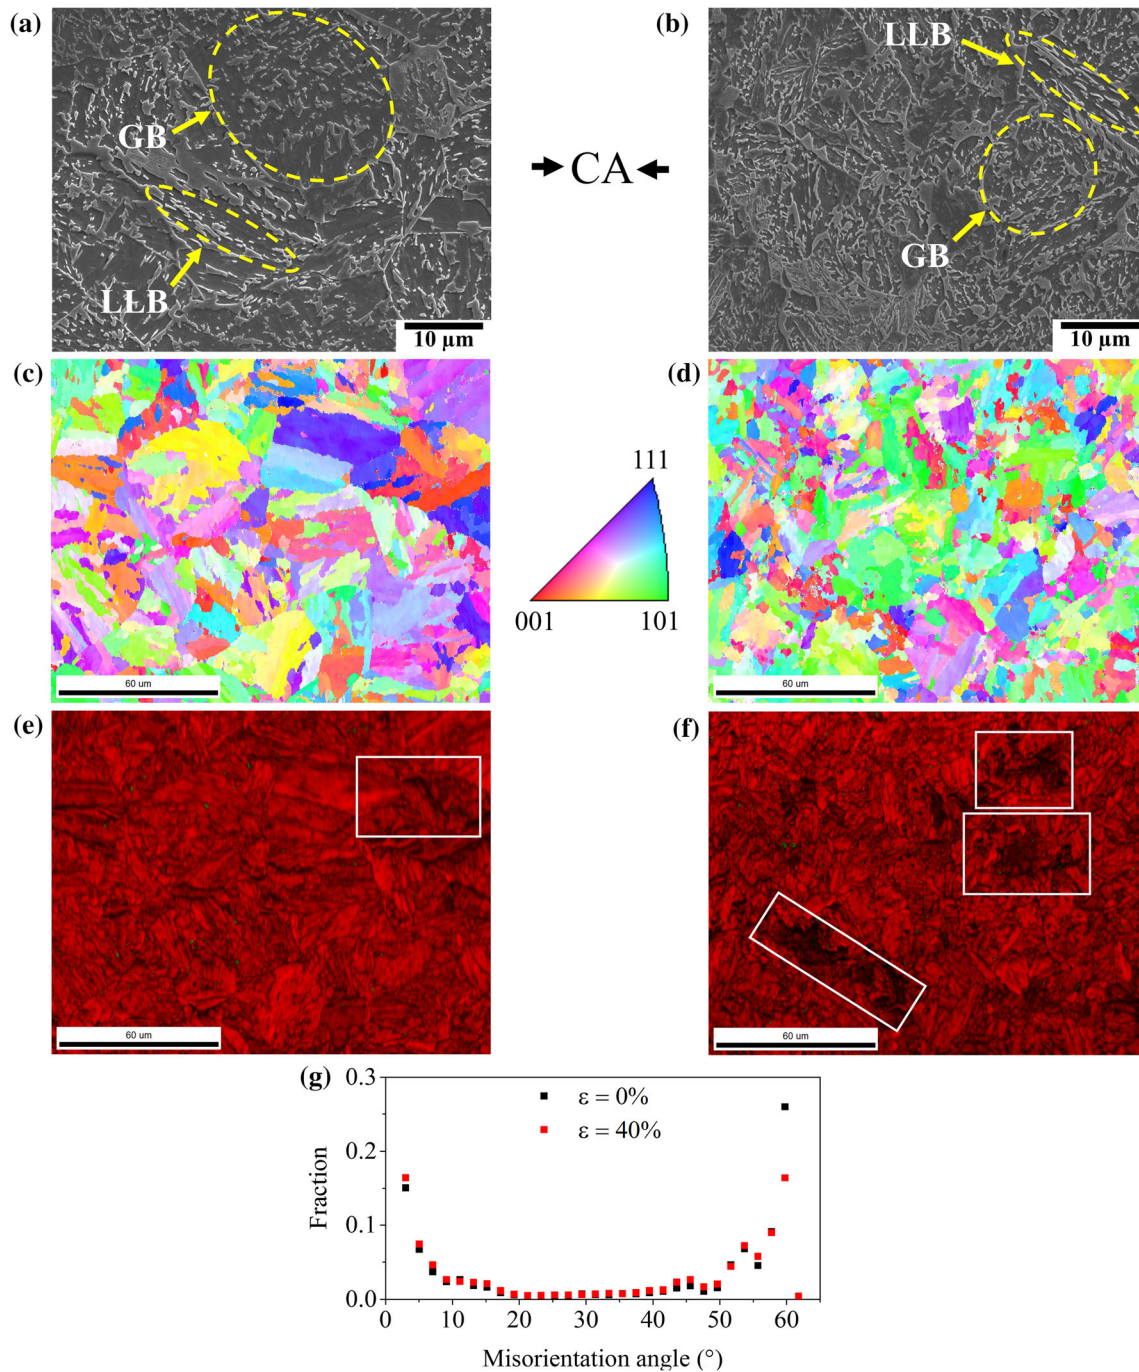 (a)
GB
LLB
10 µm
CA
(b)
LLB
GB
10 µm
(c)
60 um
111
001
101
(d)
60 um
(e)
60 um
(f)
60 um
(g)
0.3
0.2
0.1
0.0
Fraction
ε = 0%
ε = 40%
0 10 20 30 40 50 60
Misorientation angle (°)